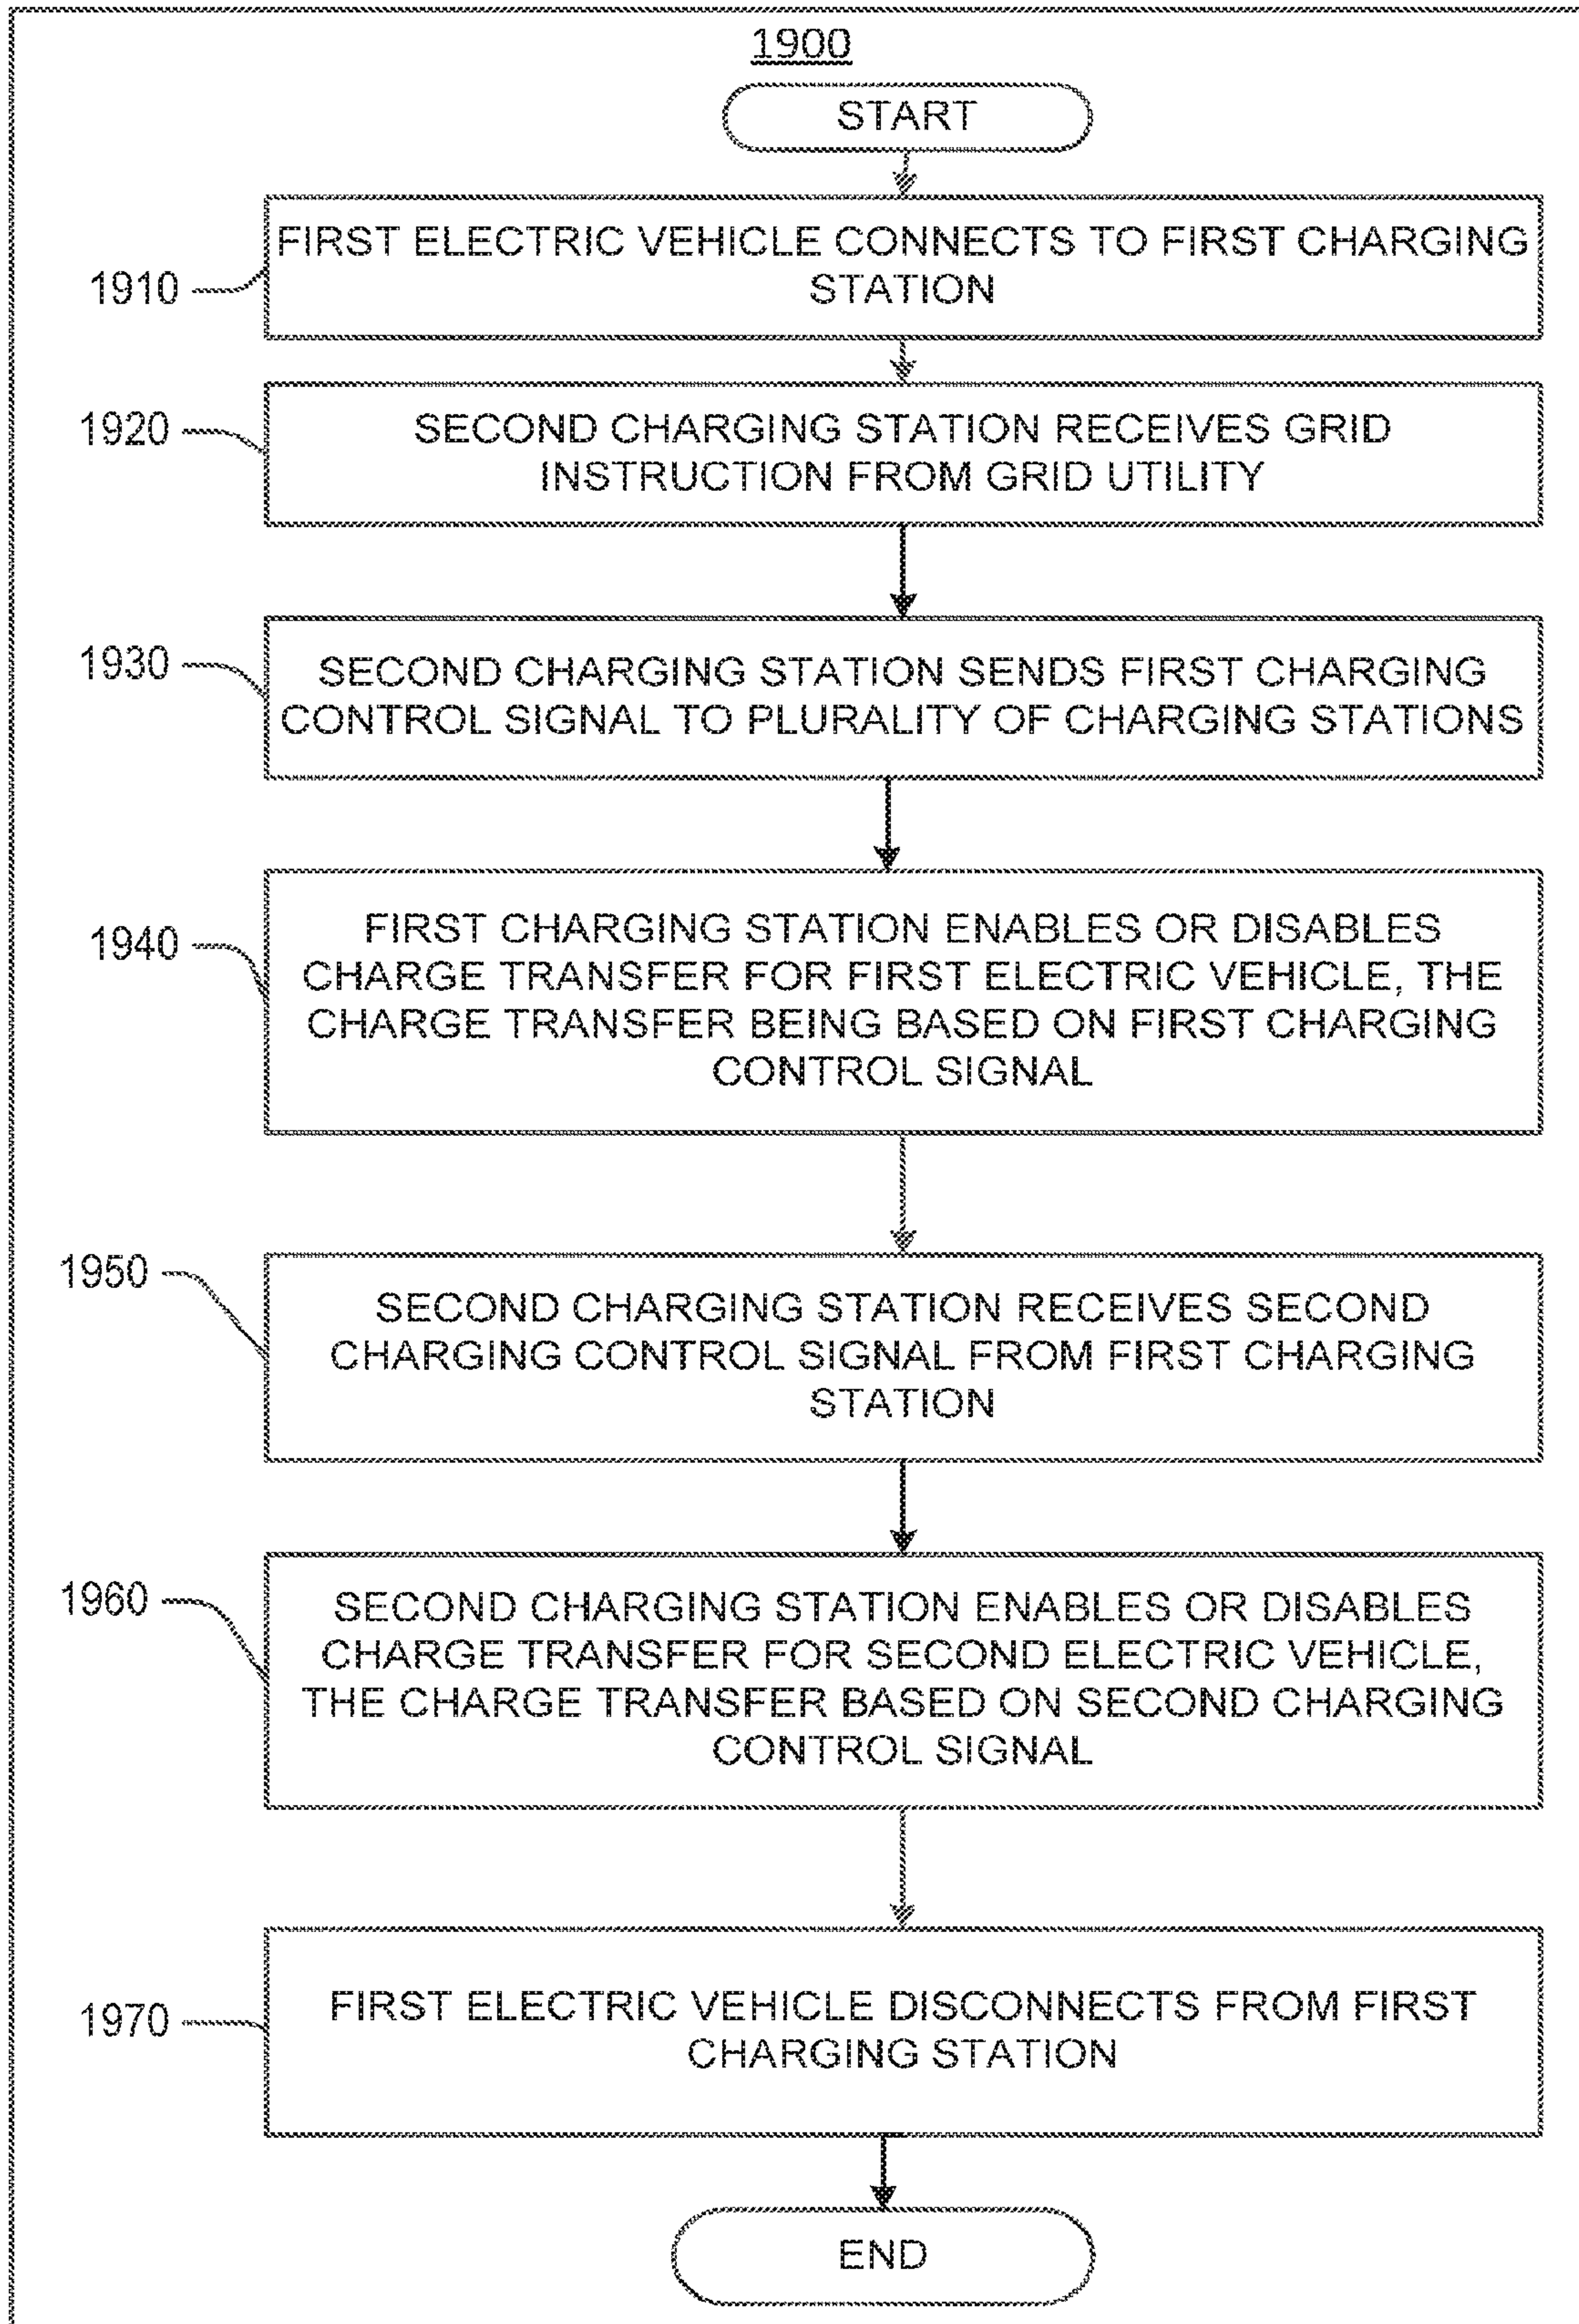 1900
START
FIRST ELECTRIC VEHICLE CONNECTS TO FIRST CHARGING
STATION
1910
SECOND CHARGING STATION RECEIVES GRID
INSTRUCTION FROM GRID UTILITY
1920
SECOND CHARGING STATION SENDS FIRST CHARGING
CONTROL SIGNAL TO PLURALITY OF CHARGING STATIONS
1930
FIRST CHARGING STATION ENABLES OR DISABLES
CHARGE TRANSFER FOR FIRST ELECTRIC VEHICLE, THE
CHARGE TRANSFER BEING BASED ON FIRST CHARGING
CONTROL SIGNAL
1940
SECOND CHARGING STATION RECEIVES SECOND
CHARGING CONTROL SIGNAL FROM FIRST CHARGING
STATION
1950
SECOND CHARGING STATION ENABLES OR DISABLES
CHARGE TRANSFER FOR SECOND ELECTRIC VEHICLE,
THE CHARGE TRANSFER BASED ON SECOND CHARGING
CONTROL SIGNAL
1960
FIRST ELECTRIC VEHICLE DISCONNECTS FROM FIRST
CHARGING STATION
1970
END